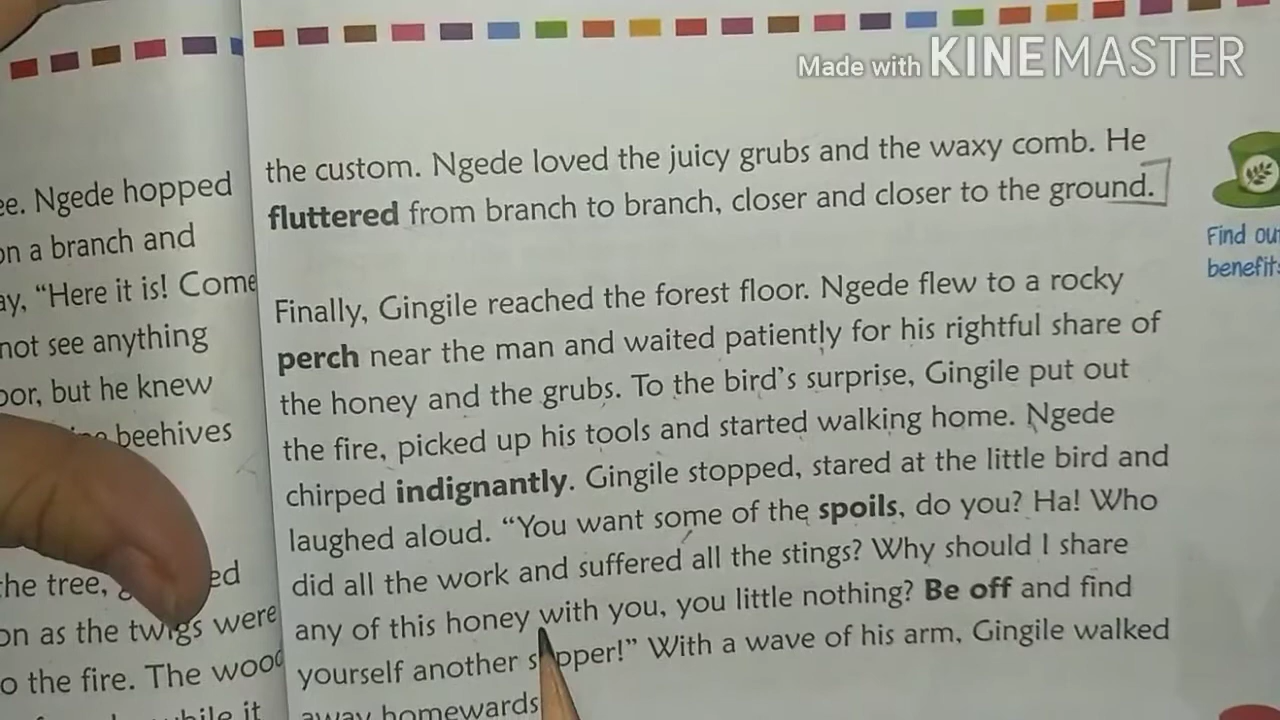 Made with KINEMASTER
ee. Ngede hopped
on a branch and
ay, "Here it is! Come
not see anything
oor, but he knew
beehives
the tree,
on as the twigs were
o the fire. The wood
while it
the custom. Ngede loved the juicy grubs and the waxy comb. He
fluttered from branch to branch, closer and closer to the ground.
Finally, Gingile reached the forest floor. Ngede flew to a rocky
perch near the man and waited patiently for his rightful share of
the honey and the grubs. To the bird's surprise, Gingile put out
the fire, picked up his tools and started walking home. Ngede
chirped indignantly. Gingile stopped, stared at the little bird and
laughed aloud. "You want some of the spoils, do you? Ha! Who
did all the work and suffered all the stings? Why should I share
any of this honey with you, you little nothing? Be off and find
yourself another supper!" With a wave of his arm, Gingile walked
away homewards
Find ou
benefit